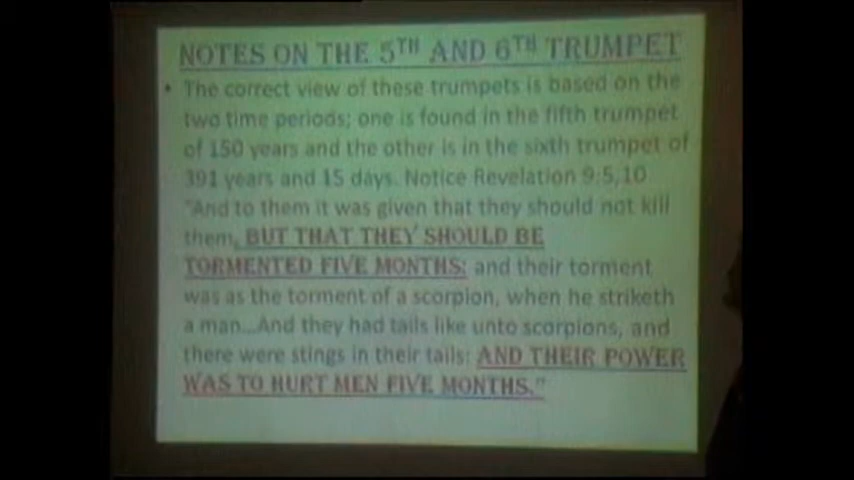 NOTES ON THE 5TH AND 6TH TRUMPET
• The correct view of these trumpets is based on the
two time periods; one is found in the fifth trumpet
of 150 years and the other is in the sixth trumpet of
391 years and 15 days. Notice Revelation 9:5,10
"And to them it was given that they should not kill
them, BUT THAT THEY SHOULD BE
TORMENTED FIVE MONTHS: and their torment
was as the torment of a scorpion, when he striketh
a man...And they had tails like unto scorpions, and
there were stings in their tails: AND THEIR POWER
WAS TO HURT MEN FIVE MONTHS."